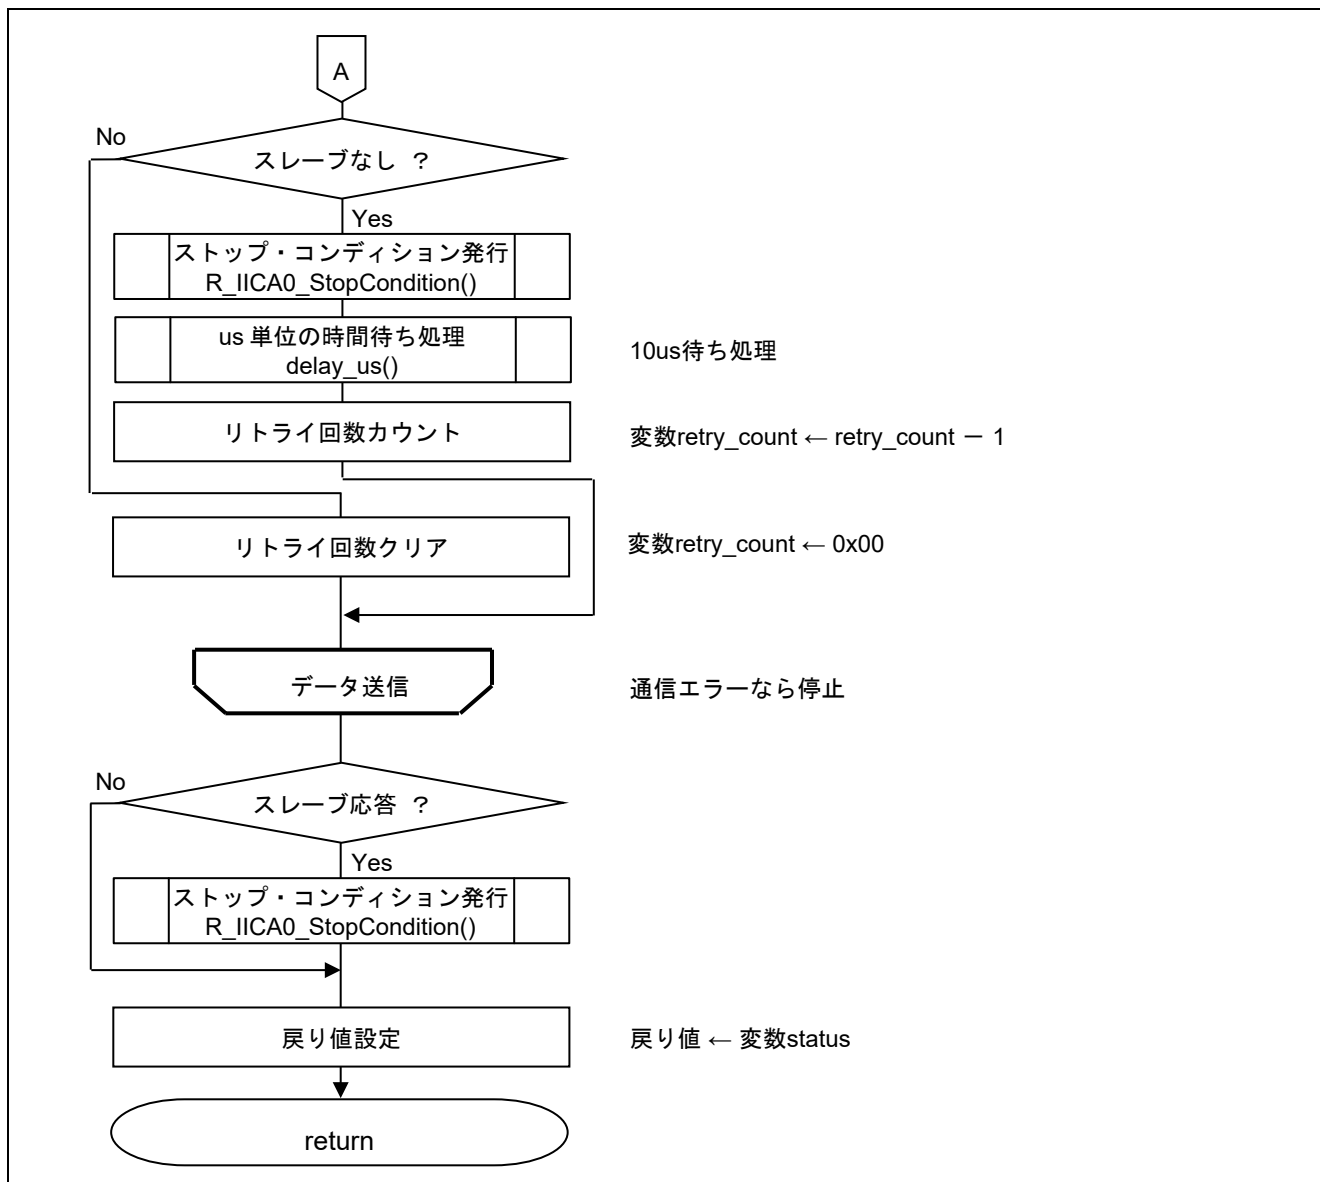 A
No
スレーブなし ?
Yes
ストップ・コンディション発行
R_IICA0_StopCondition()
us 単位の時間待ち処理
delay_us()
10us待ち処理
リトライ回数カウント
変数retry_count ← retry_count － 1
リトライ回数クリア
変数retry_count ← 0x00
データ送信
通信エラーなら停止
No
スレーブ応答 ?
Yes
ストップ・コンディション発行
R_IICA0_StopCondition()
戻り値設定
戻り値 ← 変数status
return